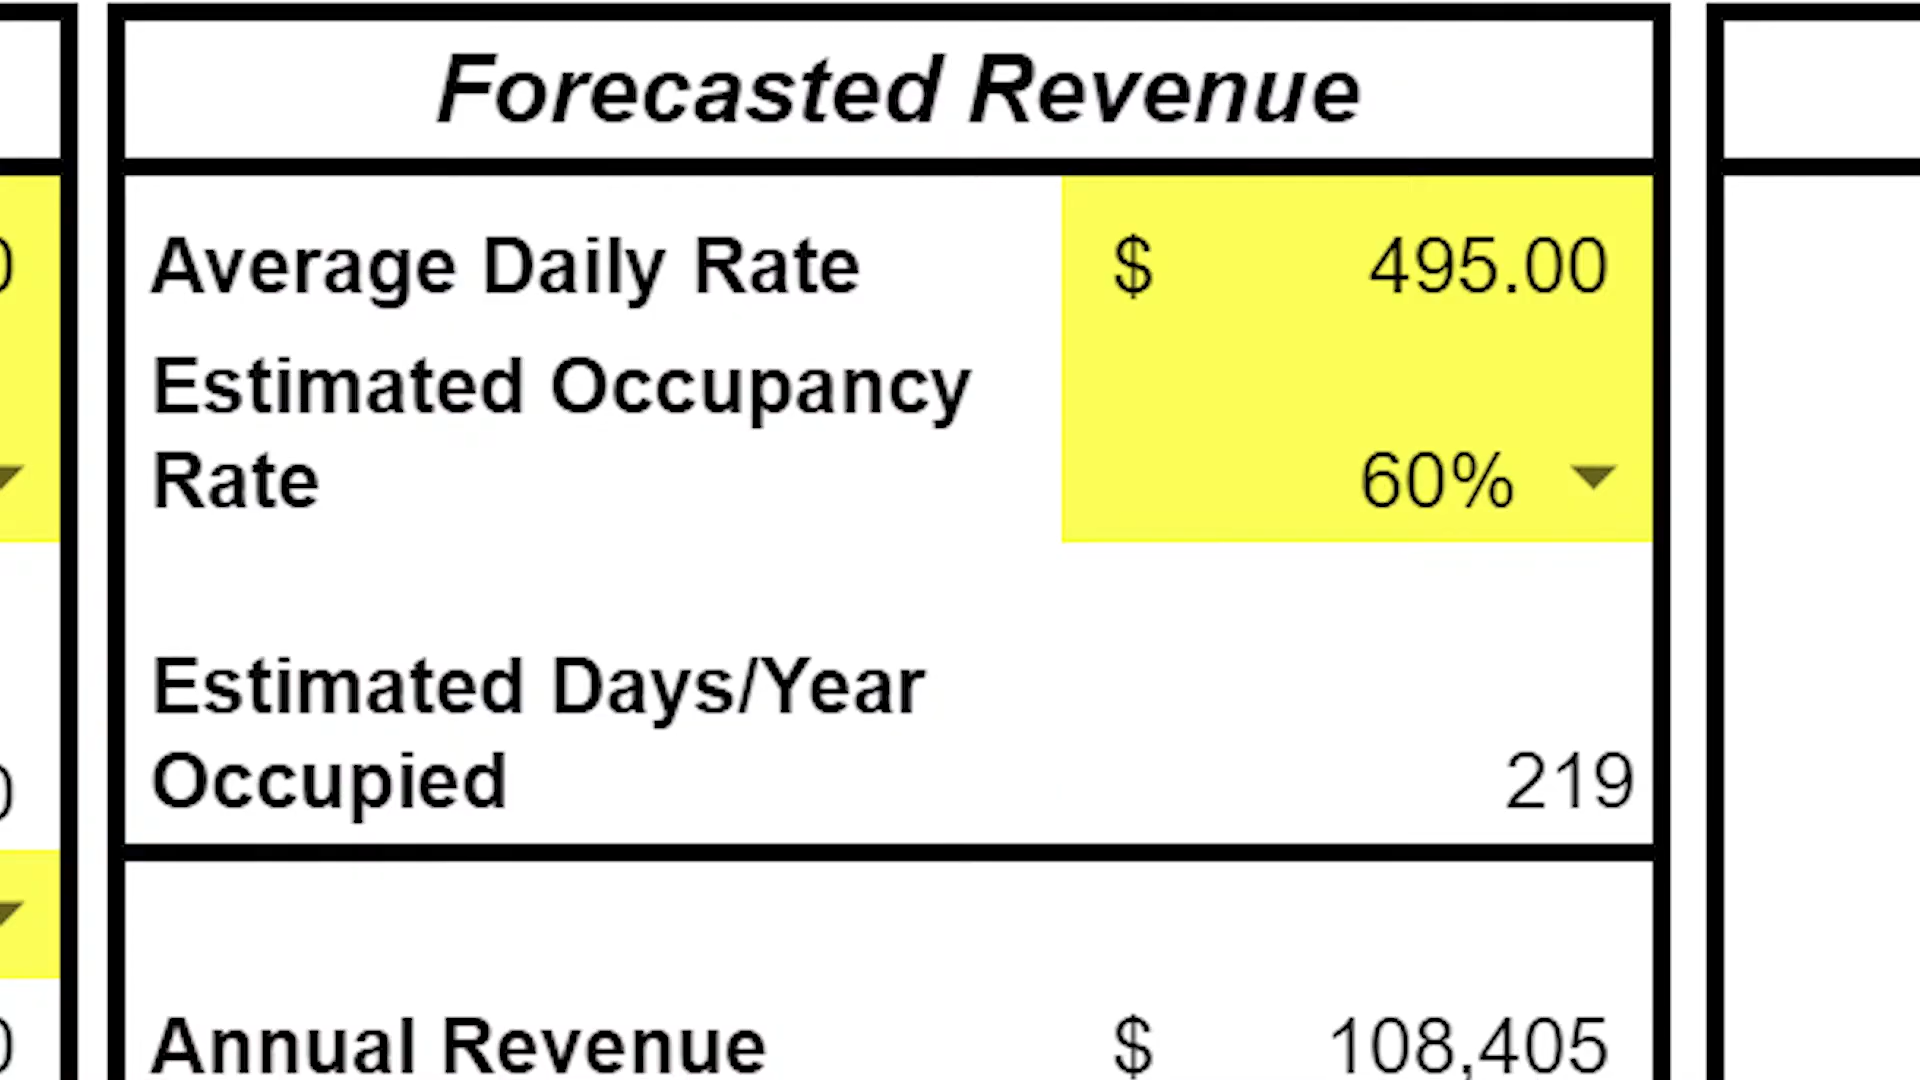 Forecasted Revenue
Average Daily Rate $ 495.00
Estimated Occupancy
Rate 60%
Estimated Days/Year
Occupied 219
Annual Revenue $ 108,405